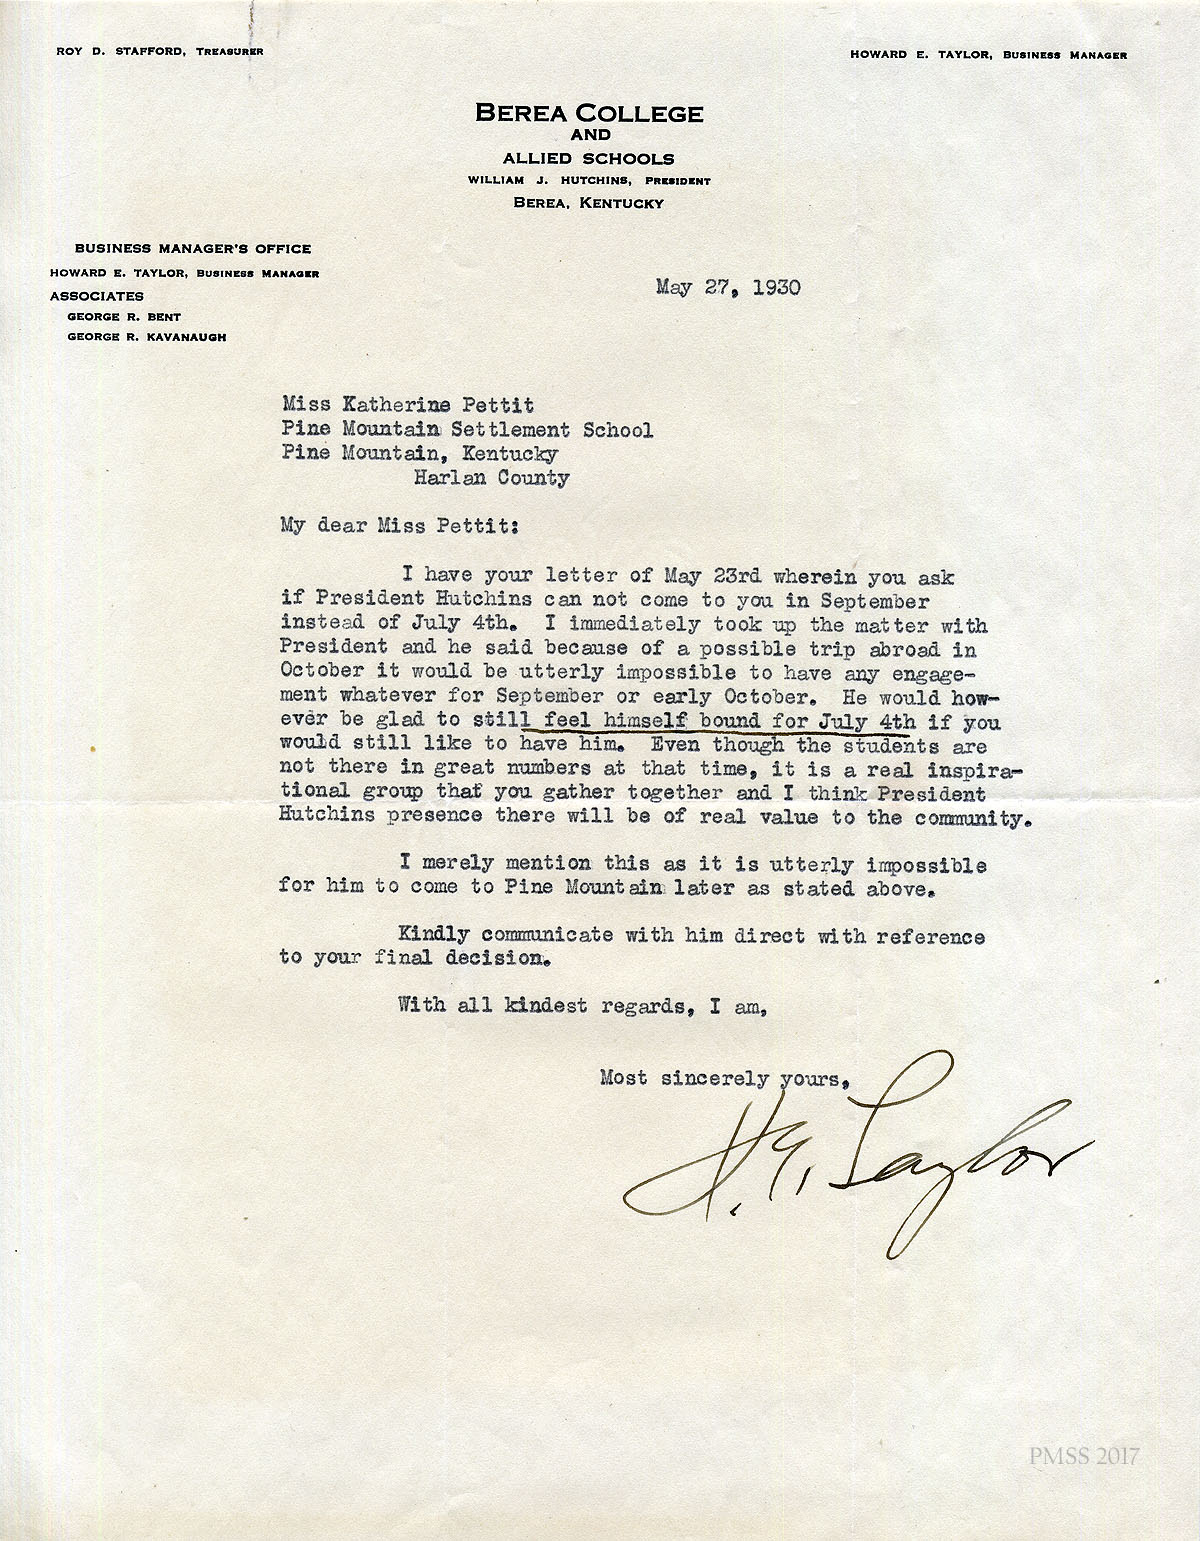 ROY D. STAFFORD, TREASURER
HOWARD E. TAYLOR, BUSINESS MANAGER
BEREA COLLEGE
AND
ALLIED SCHOOLS
WILLIAM J. HUTCHINS, PRESIDENT
BEREA, KENTUCKY
BUSINESS MANAGER'S OFFICE
HOWARD E. TAYLOR, BUSINESS MANAGER
ASSOCIATES
GEORGE R. BENT
GEORGE R. KAVANAUGH
May 27, 1930
Miss Katherine Pettit
Pine Mountain Settlement School
Pine Mountain, Kentucky
Harlan County
My dear Miss Pettit:
I have your letter of May 23rd wherein you ask
if President Hutchins can not come to you in September
instead of July 4th. I immediately took up the matter with
President and he said because of a possible trip abroad in
October it would be utterly impossible to have any engage-
ment whatever for September or early October. He would how-
ever be glad to still feel himself bound for July 4th if you
would still like to have him. Even though the students are
not there in great numbers at that time, it is a real inspira-
tional group that you gather together and I think President
Hutchins presence there will be of real value to the community.
I merely mention this as it is utterly impossible
for him to come to Pine Mountain later as stated above.
Kindly communicate with him direct with reference
to your final decision.
With all kindest regards, I am,
Most sincerely yours,
H. E. Taylor
PMSS 2017